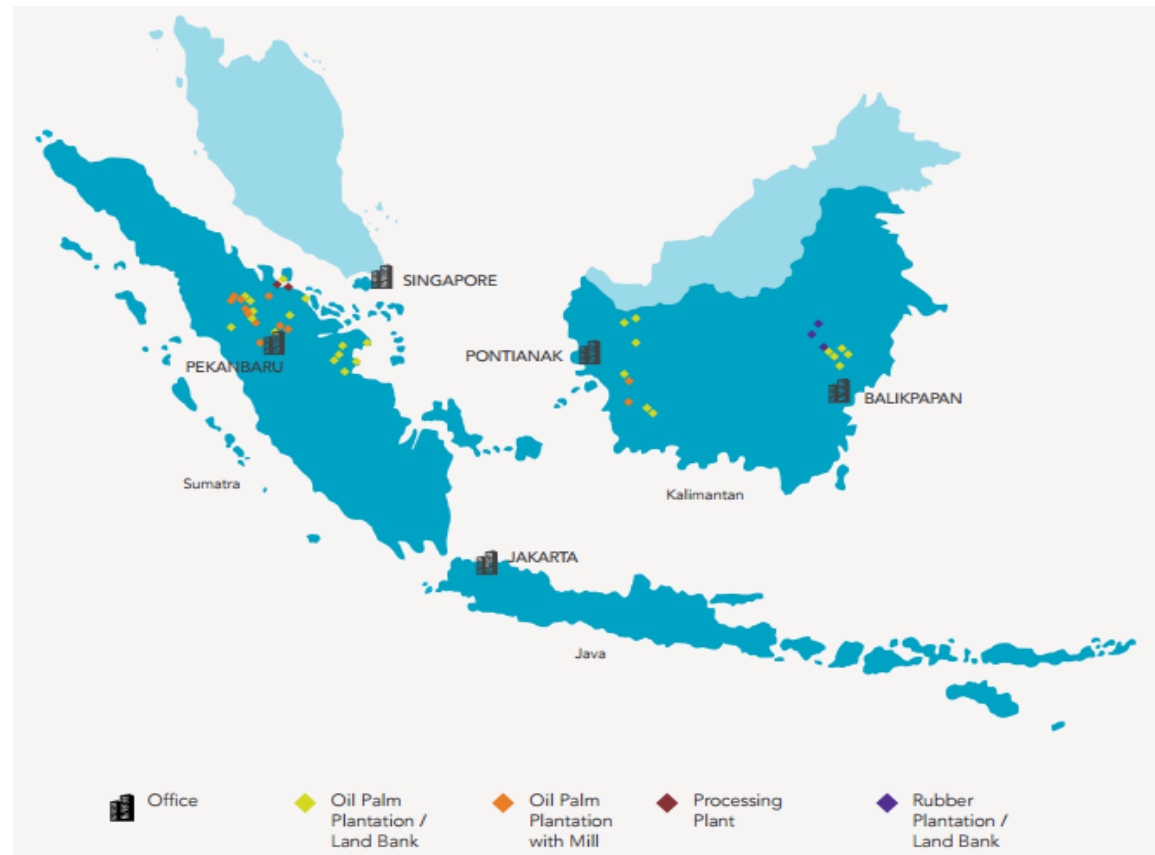 SINGAPORE
PONTIANAK
PEKANBARU
BALIKPAPAN
Sumatra
Kalimantan
JAKARTA
Java
Office
Oil Palm
Plantation /
Land Bank
Oil Palm
Plantation
with Mill
Processing
Plant
Rubber
Plantation /
Land Bank